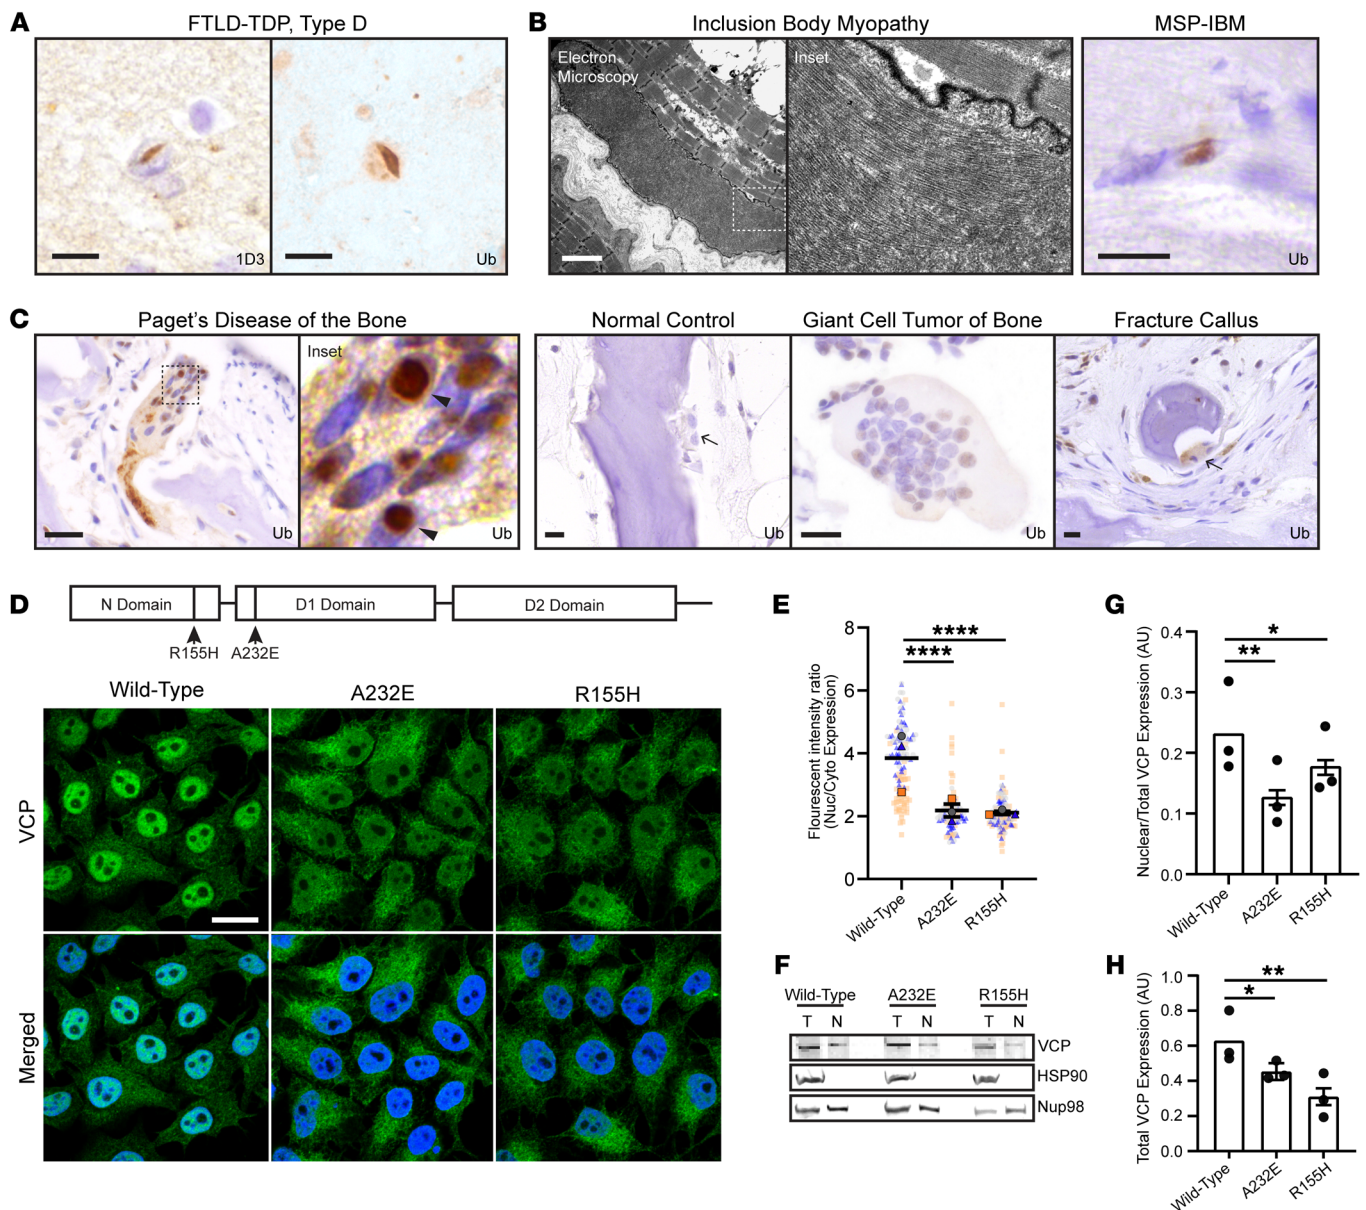 A
FTLD-TDP, Type D
1D3
Ub
B
Inclusion Body Myopathy
MSP-IBM
Electron
Microscopy
Inset
Ub
C
Paget's Disease of the Bone
Normal Control
Giant Cell Tumor of Bone
Fracture Callus
Inset
Ub
Ub
Ub
Ub
Ub
D
N Domain
D1 Domain
D2 Domain
R155H
A232E
Wild-Type
A232E
R155H
VCP
Merged
E
Flourescent intensity ratio
(Nuc/Cyto Expression)
8
6
4
2
0
****
****
Wild-Type
A232E
R155H
F
Wild-Type
A232E
R155H
T
N
T
N
T
N
VCP
HSP90
Nup98
G
Nuclear/Total VCP Expression (AU)
0.4
0.3
0.2
0.1
0.0
*
**
Wild-Type
A232E
R155H
H
Total VCP Expression (AU)
1.0
0.8
0.6
0.4
0.2
0.0
**
*
Wild-Type
A232E
R155H